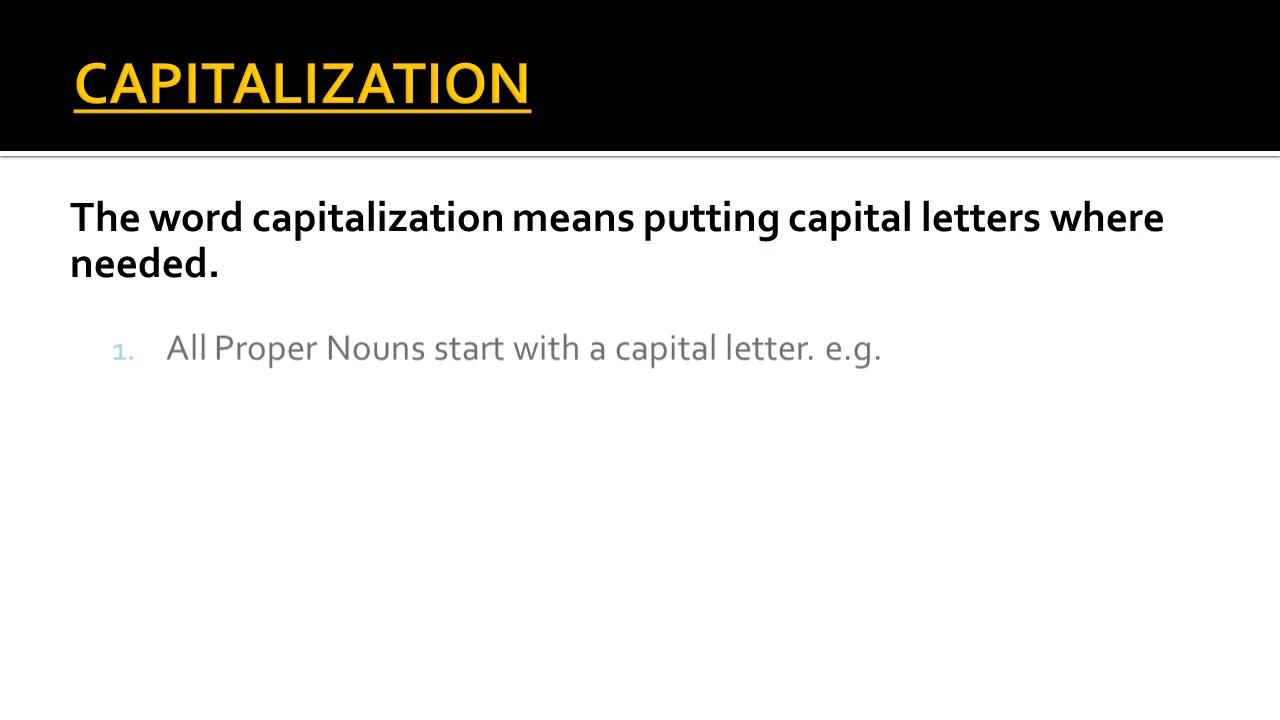 CAPITALIZATION
The word capitalization means putting capital letters where
needed.
1. All Proper Nouns start with a capital letter. e.g.